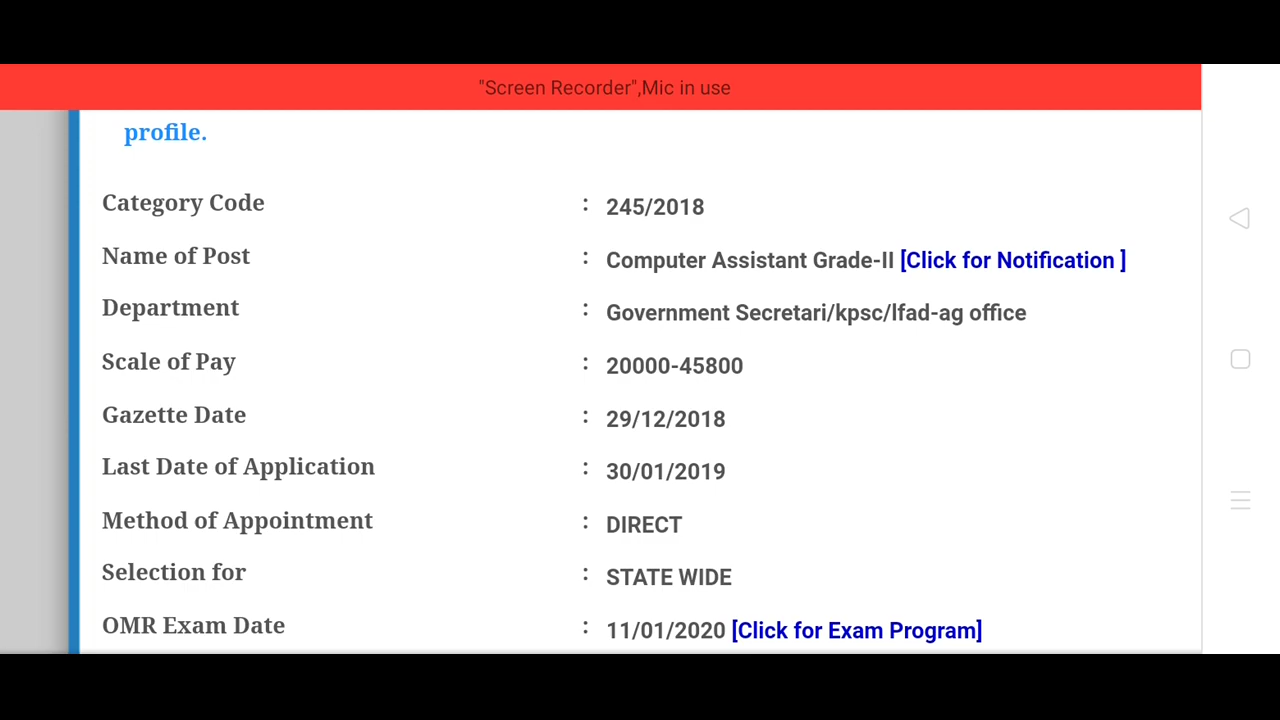 "Screen Recorder",Mic in use
profile.
Category Code : 245/2018
Name of Post : Computer Assistant Grade-II [Click for Notification ]
Department : Government Secretari/kpsc/lfad-ag office
Scale of Pay : 20000-45800
Gazette Date : 29/12/2018
Last Date of Application : 30/01/2019
Method of Appointment : DIRECT
Selection for : STATE WIDE
OMR Exam Date : 11/01/2020 [Click for Exam Program]